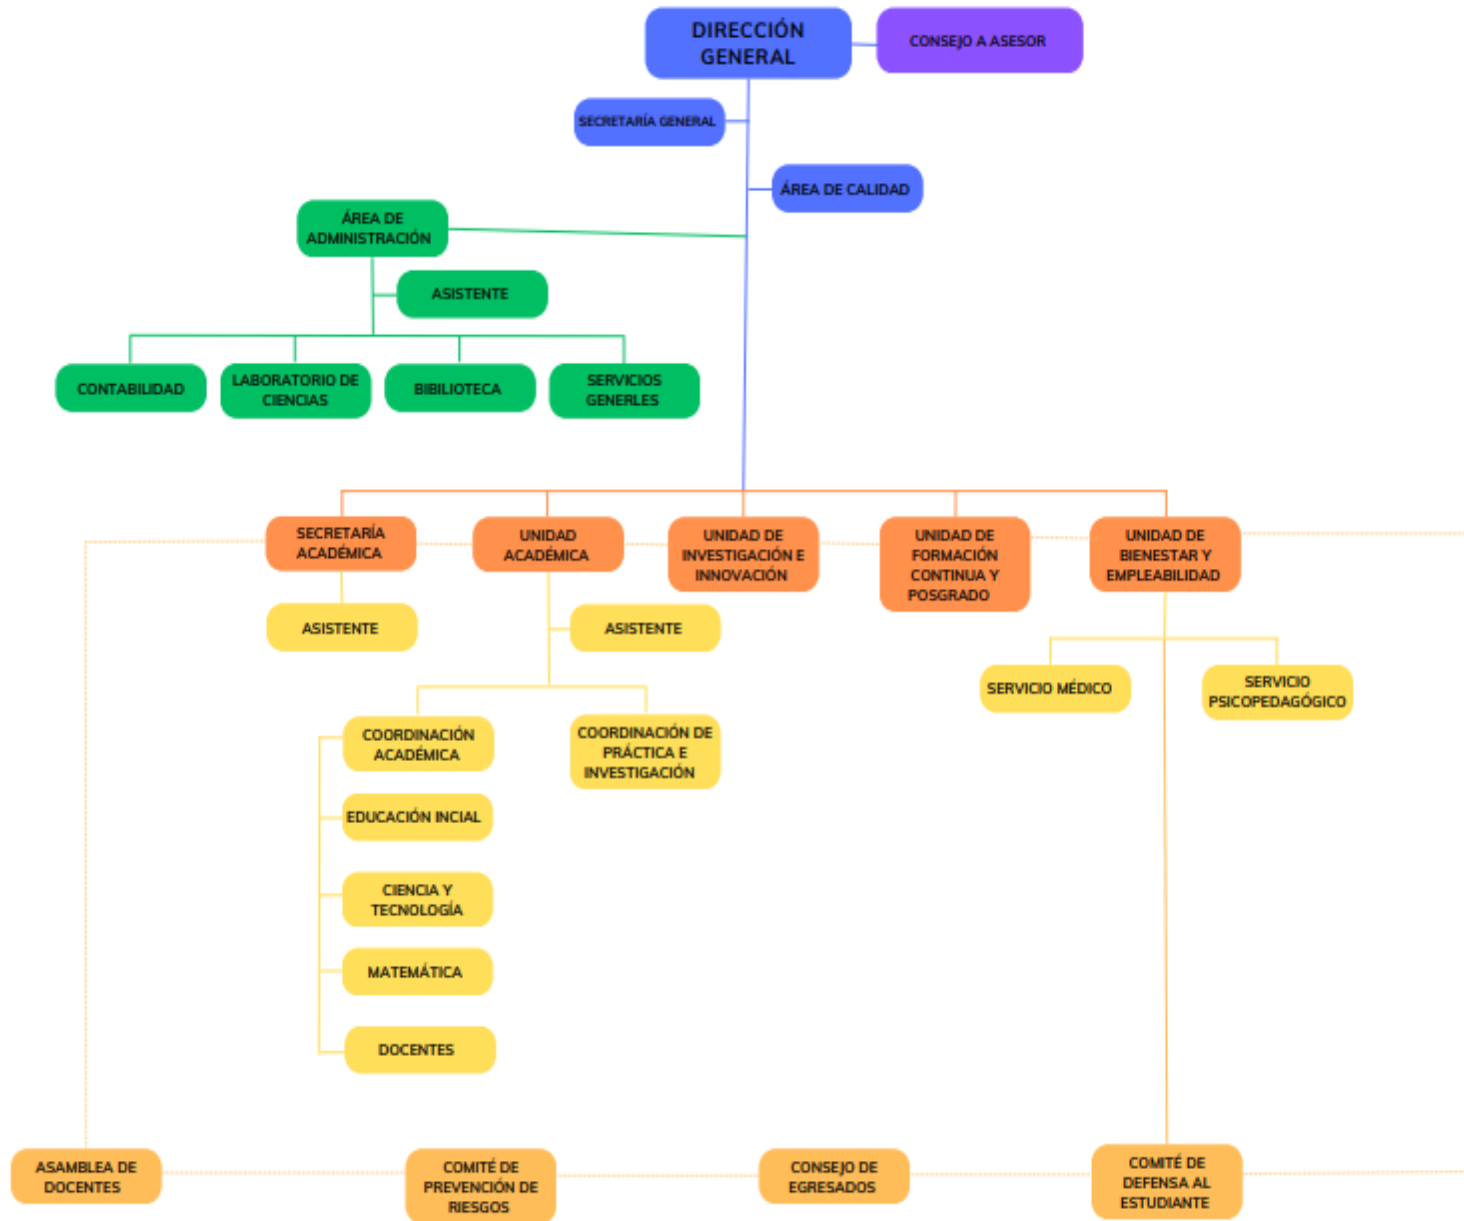 DIRECCIÓN
GENERAL
CONSEJO A ASESOR
SECRETARÍA GENERAL
ÁREA DE CALIDAD
ÁREA DE
ADMINISTRACIÓN
ASISTENTE
CONTABILIDAD
LABORATORIO DE
CIENCIAS
BIBILIOTECA
SERVICIOS
GENERLES
SECRETARÍA
ACADÉMICA
UNIDAD
ACADÉMICA
UNIDAD DE
INVESTIGACIÓN E
INNOVACIÓN
UNIDAD DE
FORMACIÓN
CONTINUA Y
POSGRADO
UNIDAD DE
BIENESTAR Y
EMPLEABILIDAD
ASISTENTE
ASISTENTE
SERVICIO MÉDICO
SERVICIO
PSICOPEDAGÓGICO
COORDINACIÓN
ACADÉMICA
COORDINACIÓN DE
PRÁCTICA E
INVESTIGACIÓN
EDUCACIÓN INCIAL
CIENCIA Y
TECNOLOGÍA
MATEMÁTICA
DOCENTES
ASAMBLEA DE
DOCENTES
COMITÉ DE
PREVENCIÓN DE
RIESGOS
CONSEJO DE
EGRESADOS
COMITÉ DE
DEFENSA AL
ESTUDIANTE